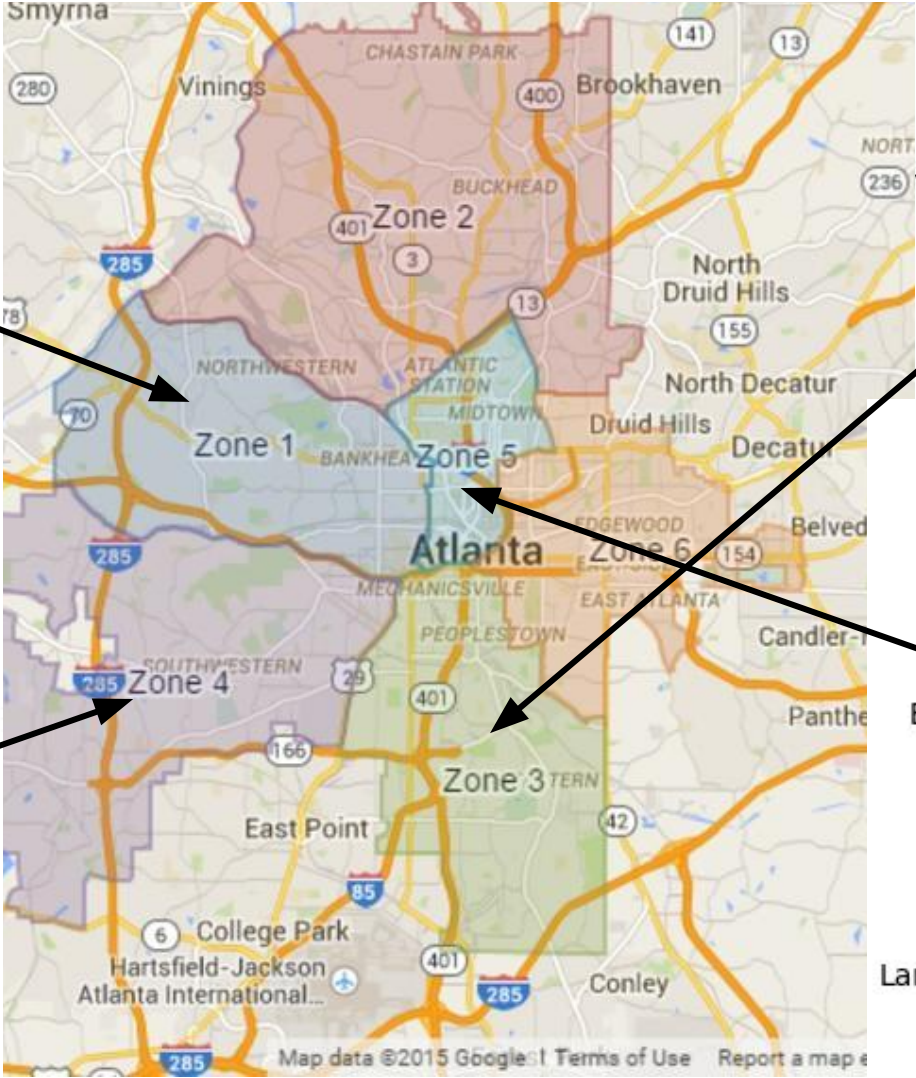 Smyrna
CHASTAIN PARK
141
13
280
Vinings
400
Brookhaven
NORT
236
BUCKHEAD
401
Zone 2
3
285
North
Druid Hills
13
78
155
NORTHWESTERN
ATLANTIC
STATION
North Decatur
70
MIDTOWN
Druid Hills
Zone 1
BANKHEA
Zone 5
Decatur
285
Atlanta
EDGEWOOD
Zone 6
154
Belved
MECHANICSVILLE
EAST ATLANTA
PEOPLESTOWN
Candler-
SOUTHWESTERN
285
Zone 4
29
401
Panthe
166
Zone 3
TERN
East Point
42
85
6
College Park
Hartsfield-Jackson
Atlanta International...
401
285
Conley
Lar
285
Map data ©2015 Google
Terms of Use
Report a map e